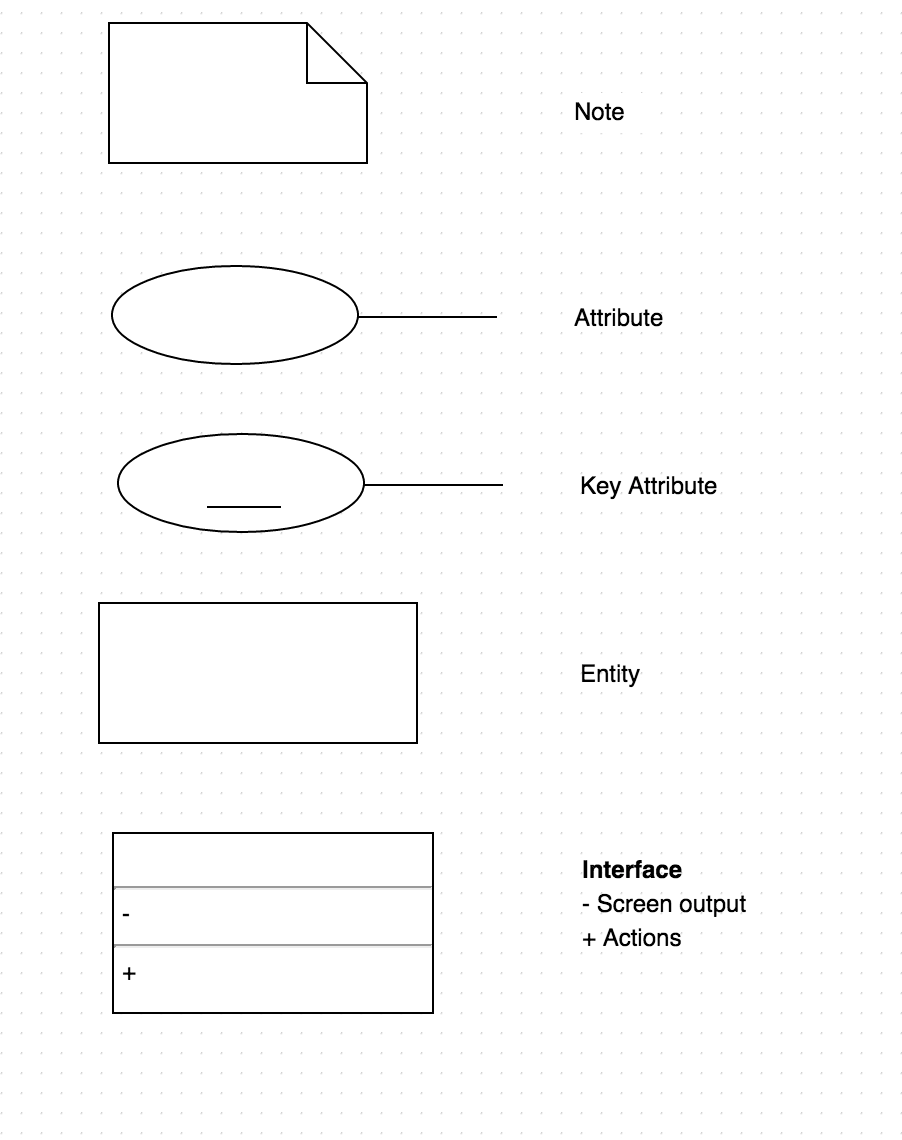 Note
Attribute
Key Attribute
Entity
Interface
- Screen output
-
+ Actions
+